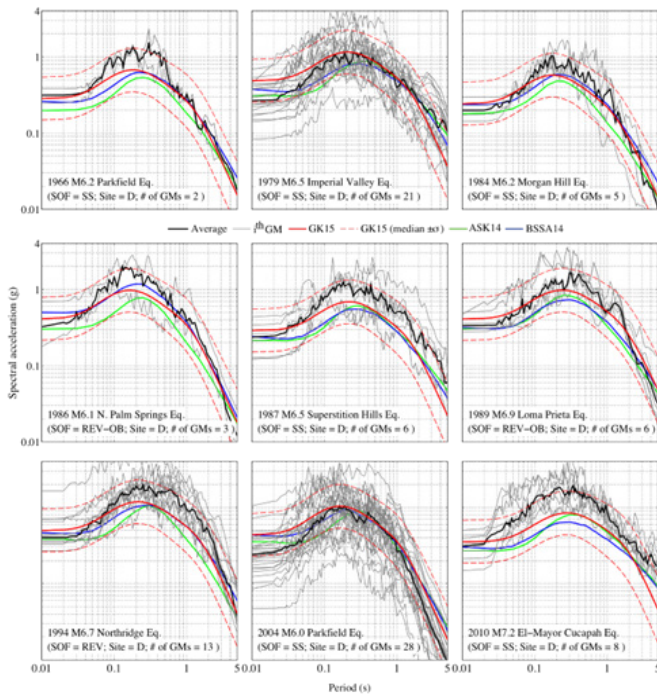 4
1
0.1
0.01
1966 M6.2 Parkfield Eq.
(SOF = SS; Site = D; # of GMs = 2 )
1979 M6.5 Imperial Valley Eq.
(SOF = SS; Site = D; # of GMs = 21 )
1984 M6.2 Morgan Hill Eq.
(SOF = SS; Site = D; # of GMs = 5 )
Average ith GM GK15 GK15 (median ±σ) ASK14 BSSA14
Spectral acceleration (g)
4
1
0.1
0.01
1986 M6.1 N. Palm Springs Eq.
(SOF = REV−OB; Site = D; # of GMs = 3 )
1987 M6.5 Superstition Hills Eq.
(SOF = SS; Site = D; # of GMs = 6 )
1989 M6.9 Loma Prieta Eq.
(SOF = REV−OB; Site = D; # of GMs = 6 )
1994 M6.7 Northridge Eq.
(SOF = REV; Site = D; # of GMs = 13 )
2004 M6.0 Parkfield Eq.
(SOF = SS; Site = D; # of GMs = 28 )
2010 M7.2 El−Mayor Cucapah Eq.
(SOF = SS; Site = D; # of GMs = 8 )
0.01 0.1 1 5 0.01 0.1 1 5 0.01 0.1 1 5
Period (s)